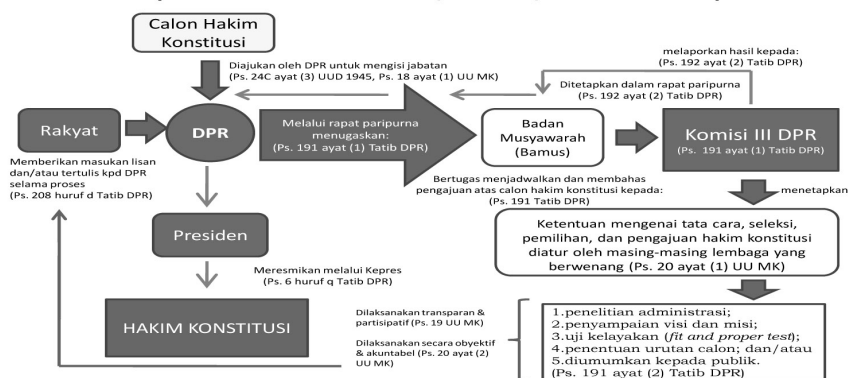 Calon Hakim
Konstitusi
Diajukan oleh DPR untuk mengisi jabatan
(Ps. 24C ayat (3) UUD 1945, Ps. 18 ayat (1) UU MK)
melaporkan hasil kepada:
(Ps. 192 ayat (2) Tatib DPR)
Ditetapkan dalam rapat paripurna
(Ps. 192 ayat (2) Tatib DPR)
Rakyat
DPR
Melalui rapat paripurna
menugaskan:
(Ps. 191 ayat (1) Tatib DPR)
Badan
Musyawarah
(Bamus)
Komisi III DPR
(Ps. 191 ayat (1) Tatib DPR)
Memberikan masukan lisan
dan/atau tertulis kpd DPR
selama proses
(Ps. 208 huruf d Tatib DPR)
Bertugas menjadwalkan dan membahas
pengajuan atas calon hakim konstitusi kepada:
(Ps. 191 Tatib DPR)
menetapkan
Presiden
Ketentuan mengenai tata cara, seleksi,
pemilihan, dan pengajuan hakim konstitusi
diatur oleh masing-masing lembaga yang
berwenang (Ps. 20 ayat (1) UU MK)
Meresmikan melalui Kepres
(Ps. 6 huruf q Tatib DPR)
HAKIM KONSTITUSI
Dilaksanakan transparan &
partisipatif (Ps. 19 UU MK)
Dilaksanakan secara obyektif
& akuntabel (Ps. 20 ayat (2)
UU MK)
1.penelitian administrasi;
2.penyampaian visi dan misi;
3.uji kelayakan (fit and proper test);
4.penentuan urutan calon; dan/atau
5.diumumkan kepada publik.
(Ps. 191 ayat (2) Tatib DPR)